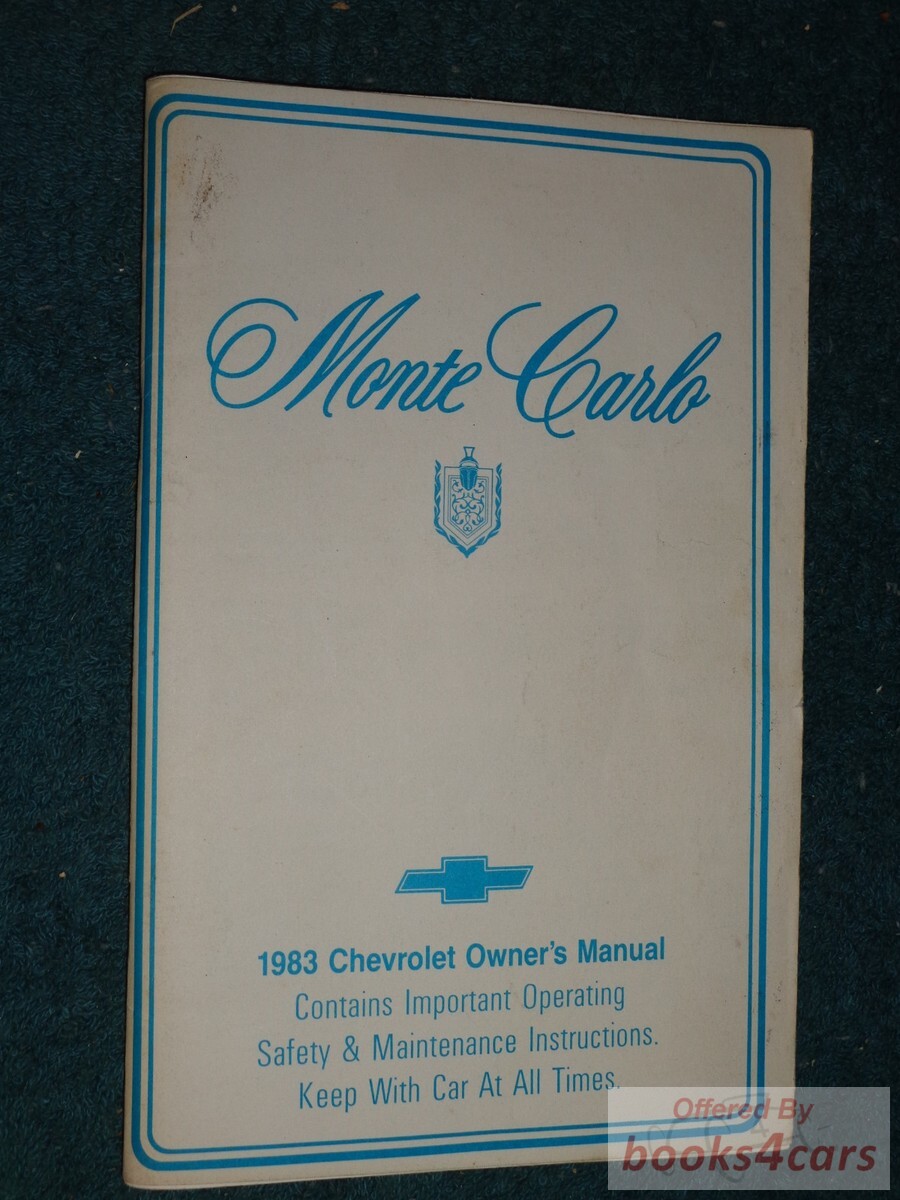 Monte Carlo
1983 Chevrolet Owner's Manual
Contains Important Operating
Safety & Maintenance Instructions.
Keep With Car At All Times.
Offered By
books4cars